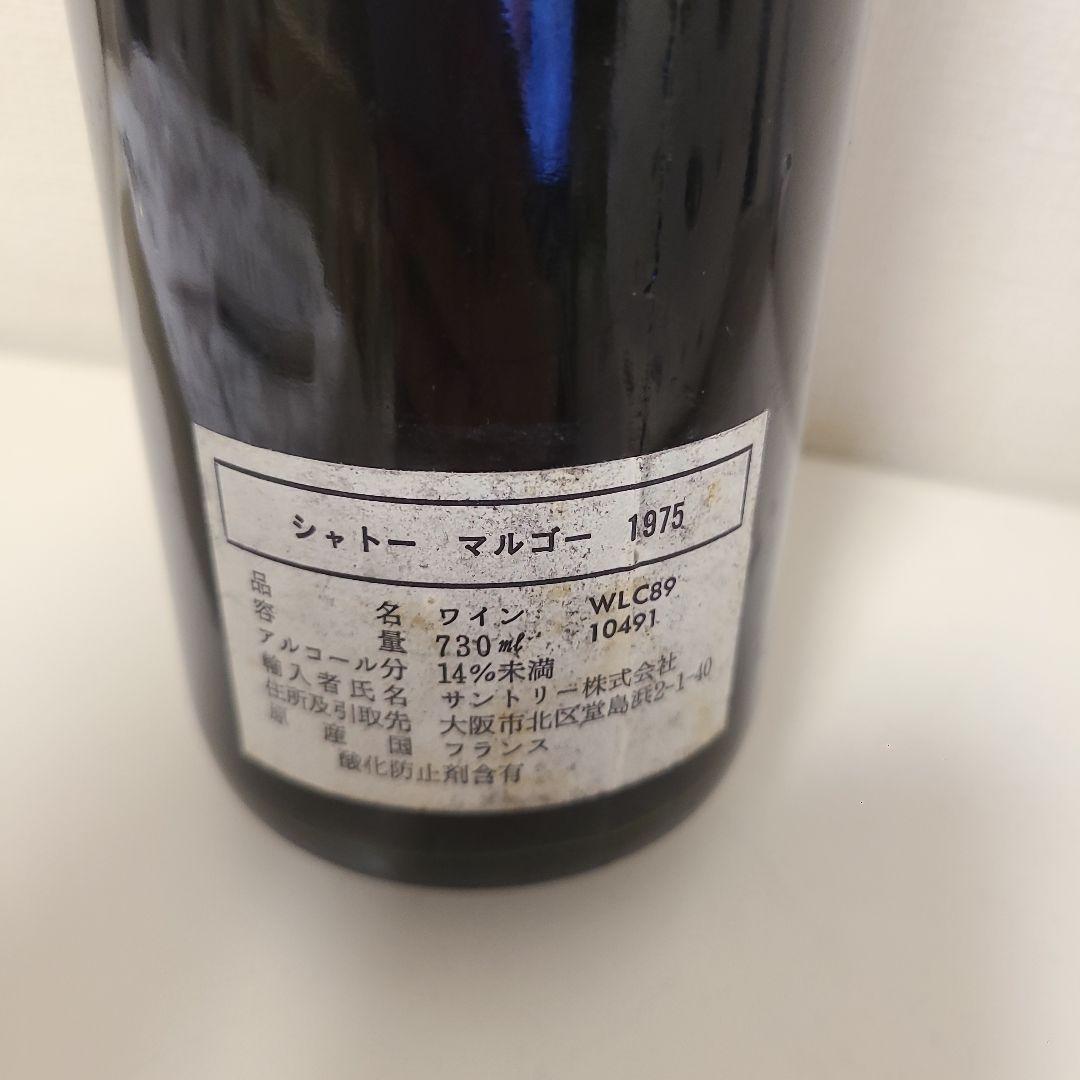 シャトー マルゴー 1975
品名 ワイン WLC89
容量 730㎖ 10491
アルコール分 14%未満
輸入者氏名 サントリー株式会社
住所及引取先 大阪市北区堂島浜2-1-40
原産国 フランス
酸化防止剤含有